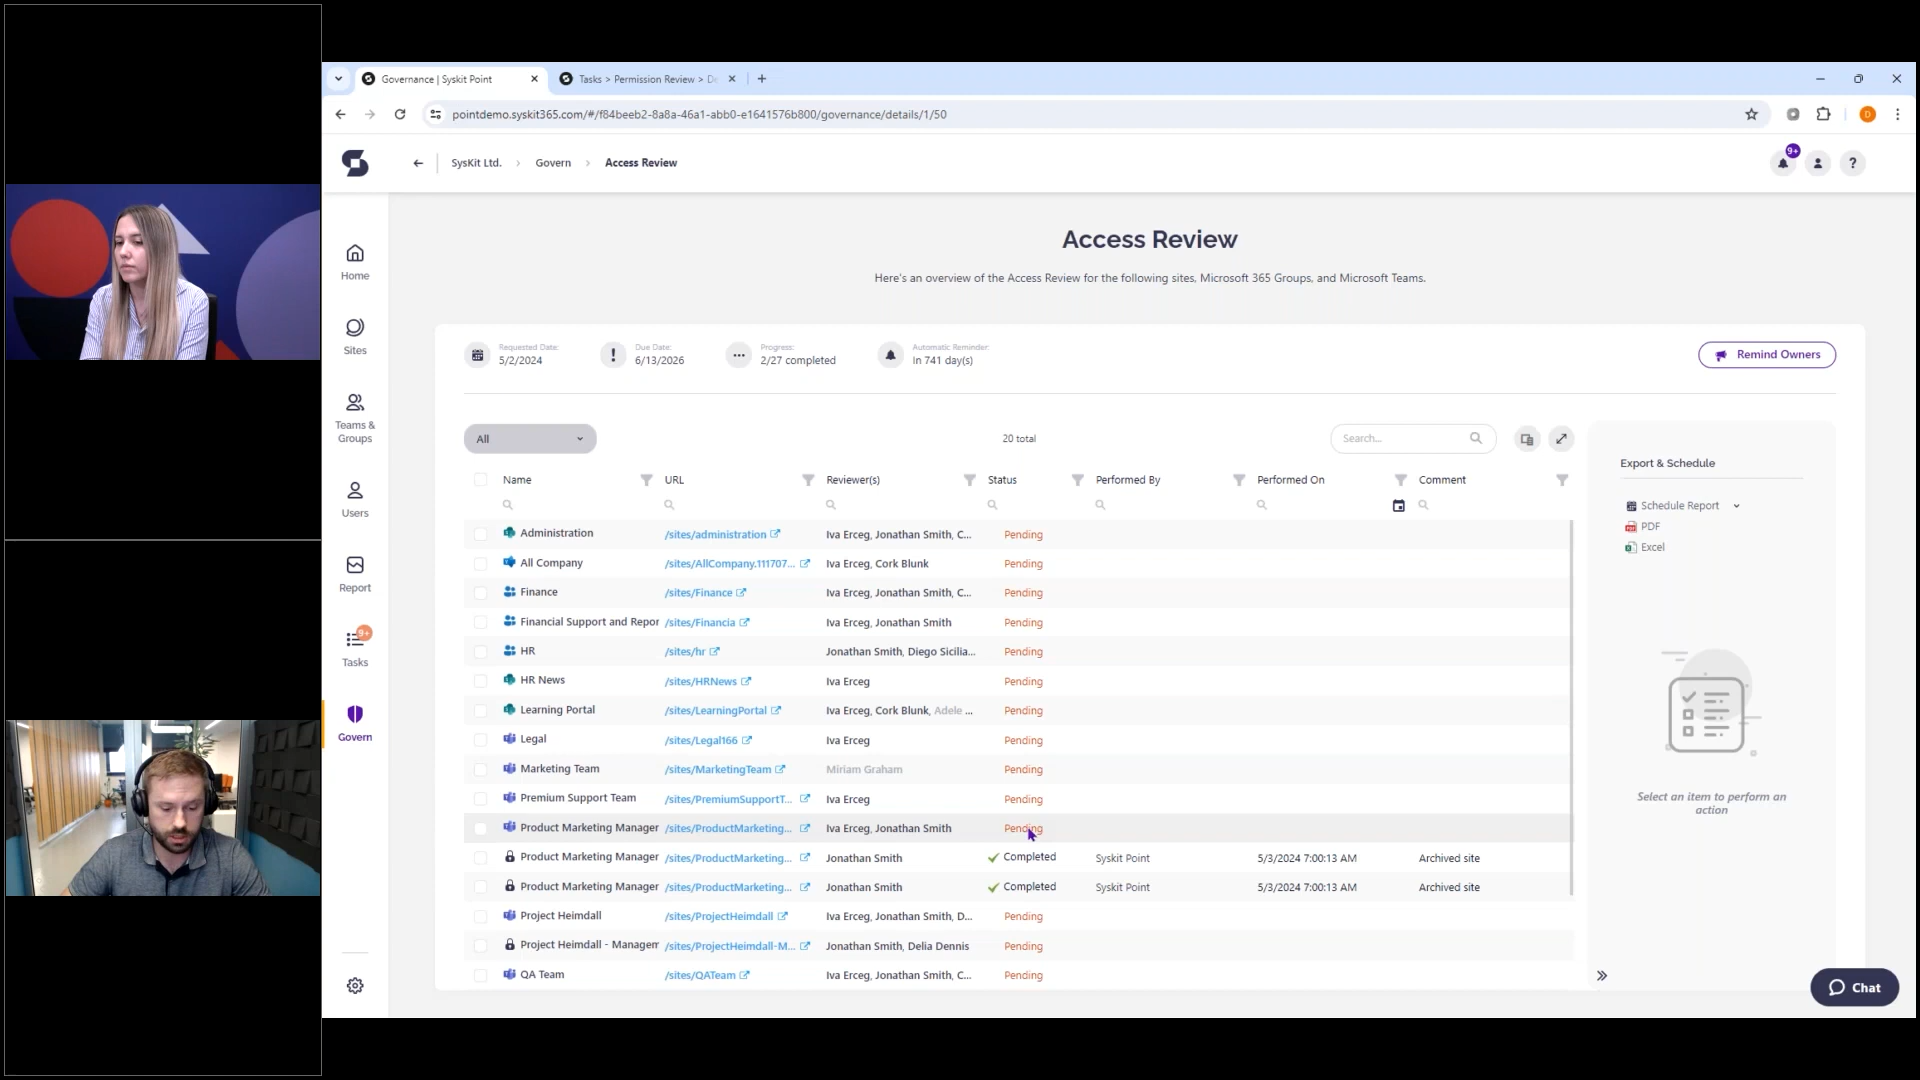 Governance | Syskit Point
Tasks > Permission Review > De
pointdemo.syskit365.com/#/f84beeb2-8a8a-46a1-abb0-e1641576b800/governance/details/1/50
D
SysKit Ltd. > Govern > Access Review
9+
?
Home
Sites
Teams & Groups
Users
Report
9+
Tasks
Govern
Access Review
Here's an overview of the Access Review for the following sites, Microsoft 365 Groups, and Microsoft Teams.
Requested Date: 5/2/2024
Due Date: 6/13/2026
Progress: 2/27 completed
Automatic Reminder: In 741 day(s)
Remind Owners
All
20 total
Search...
Name URL Reviewer(s) Status Performed By Performed On Comment
Administration /sites/administration Iva Erceg, Jonathan Smith, C... Pending
All Company /sites/AllCompany.111707... Iva Erceg, Cork Blunk Pending
Finance /sites/Finance Iva Erceg, Jonathan Smith, C... Pending
Financial Support and Repor /sites/Financia Iva Erceg, Jonathan Smith Pending
HR /sites/hr Jonathan Smith, Diego Sicilia... Pending
HR News /sites/HRNews Iva Erceg Pending
Learning Portal /sites/LearningPortal Iva Erceg, Cork Blunk, Adele ... Pending
Legal /sites/Legal166 Iva Erceg Pending
Marketing Team /sites/MarketingTeam Miriam Graham Pending
Premium Support Team /sites/PremiumSupportT... Iva Erceg Pending
Product Marketing Manager /sites/ProductMarketing... Iva Erceg, Jonathan Smith Pending
Product Marketing Manager /sites/ProductMarketing... Jonathan Smith Completed Syskit Point 5/3/2024 7:00:13 AM Archived site
Product Marketing Manager /sites/ProductMarketing... Jonathan Smith Completed Syskit Point 5/3/2024 7:00:13 AM Archived site
Project Heimdall /sites/ProjectHeimdall Iva Erceg, Jonathan Smith, D... Pending
Project Heimdall - Managem /sites/ProjectHeimdall-M... Jonathan Smith, Delia Dennis Pending
QA Team /sites/QATeam Iva Erceg, Jonathan Smith, C... Pending
Export & Schedule
Schedule Report
PDF
Excel
Select an item to perform an
action
Chat